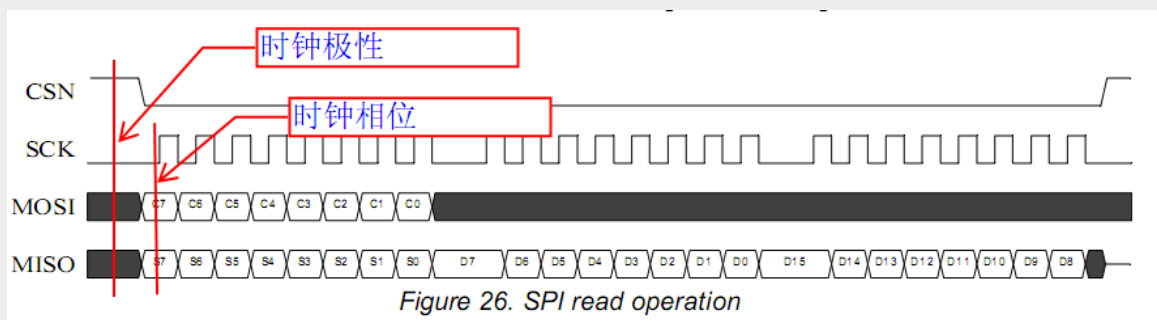 时钟极性
CSN
时钟相位
SCK
MOSI C7 C6 C5 C4 C3 C2 C1 C0
MISO S7 S6 S5 S4 S3 S2 S1 S0 D7 D6 D5 D4 D3 D2 D1 D0 D15 D14 D13 D12 D11 D10 D9 D8
Figure 26. SPI read operation